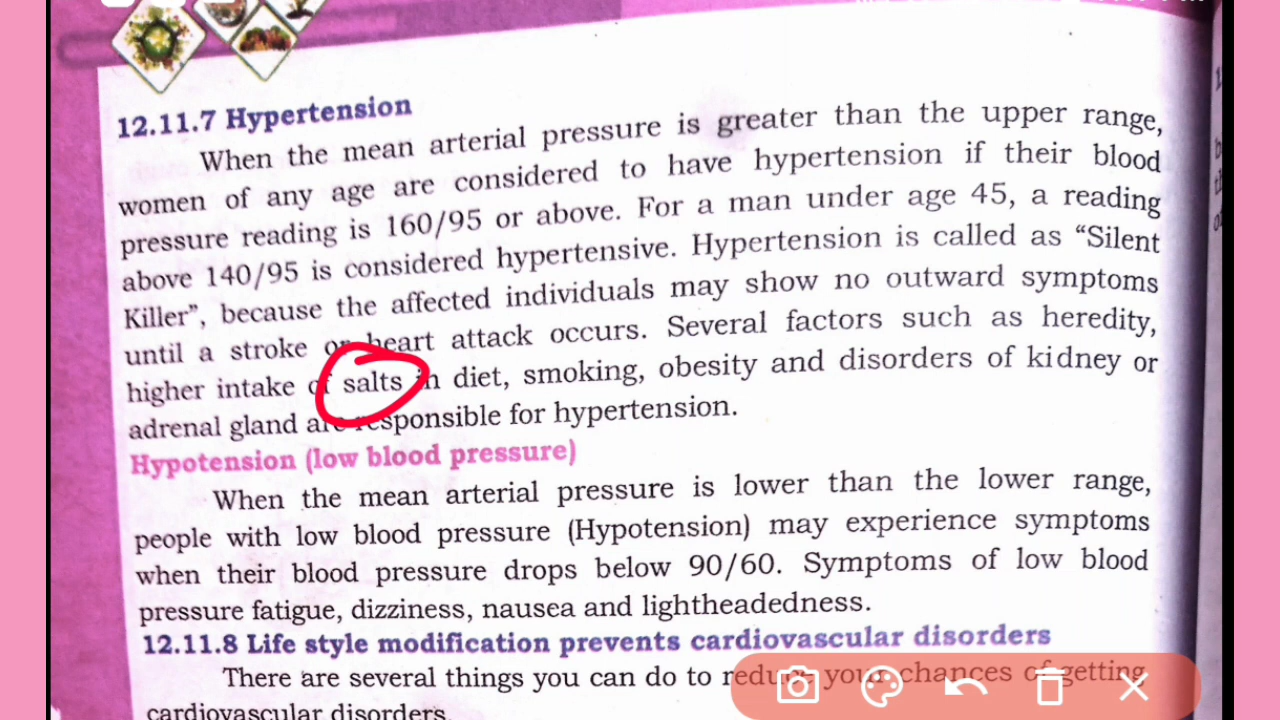 12.11.7 Hypertension
When the mean arterial pressure is greater than the upper range,
women of any age are considered to have hypertension if their blood
pressure reading is 160/95 or above. For a man under age 45, a reading
above 140/95 is considered hypertensive. Hypertension is called as “Silent
Killer”, because the affected individuals may show no outward symptoms
until a stroke or heart attack occurs. Several factors such as heredity,
higher intake of salts in diet, smoking, obesity and disorders of kidney or
adrenal gland are responsible for hypertension.
Hypotension (low blood pressure)
When the mean arterial pressure is lower than the lower range,
people with low blood pressure (Hypotension) may experience symptoms
when their blood pressure drops below 90/60. Symptoms of low blood
pressure fatigue, dizziness, nausea and lightheadedness.
12.11.8 Life style modification prevents cardiovascular disorders
There are several things you can do to reduce your chances of getting
cardiovascular disorders.